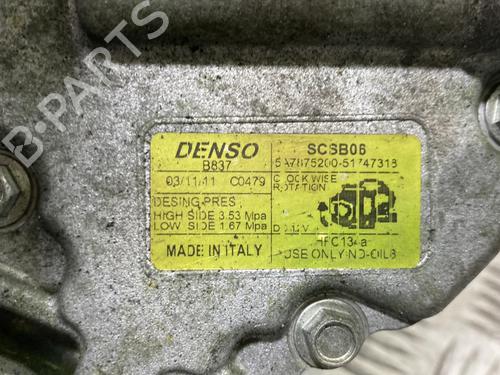 B-Parts
DENSO
B837
03/11/11 C0479
DESING PRES
HIGH SIDE 3.53 Mpa
LOW SIDE 1.67 Mpa
MADE IN ITALY
SCSB06
5A7875200-51747318
CLOCKWISE
ROTATION
D 12V
HFC134a
USE ONLY:ND-OIL8